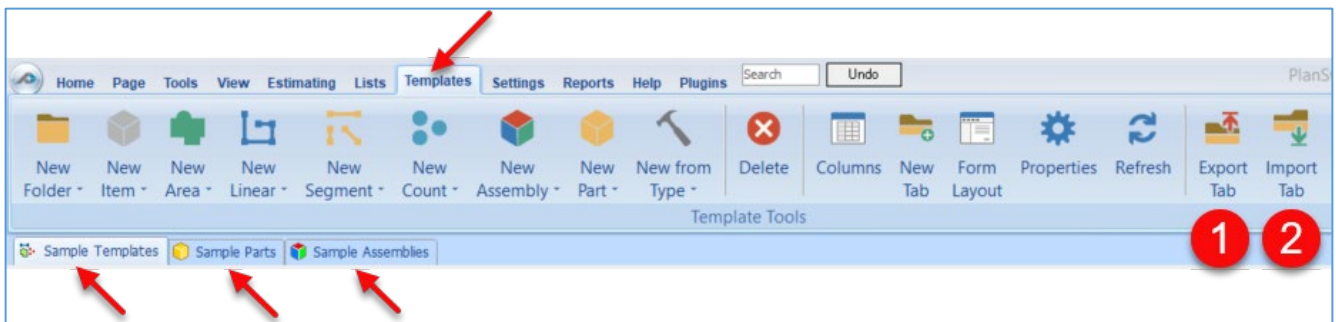 Home Page Tools View Estimating Lists Templates Settings Reports Help Plugins Search Undo
New Folder
New Item
New Area
New Linear
New Segment
New Count
New Assembly
New Part
New from Type
Delete
Columns
New Tab
Form Layout
Properties
Refresh
Export Tab
Import Tab
Template Tools
1 2
Sample Templates Sample Parts Sample Assemblies